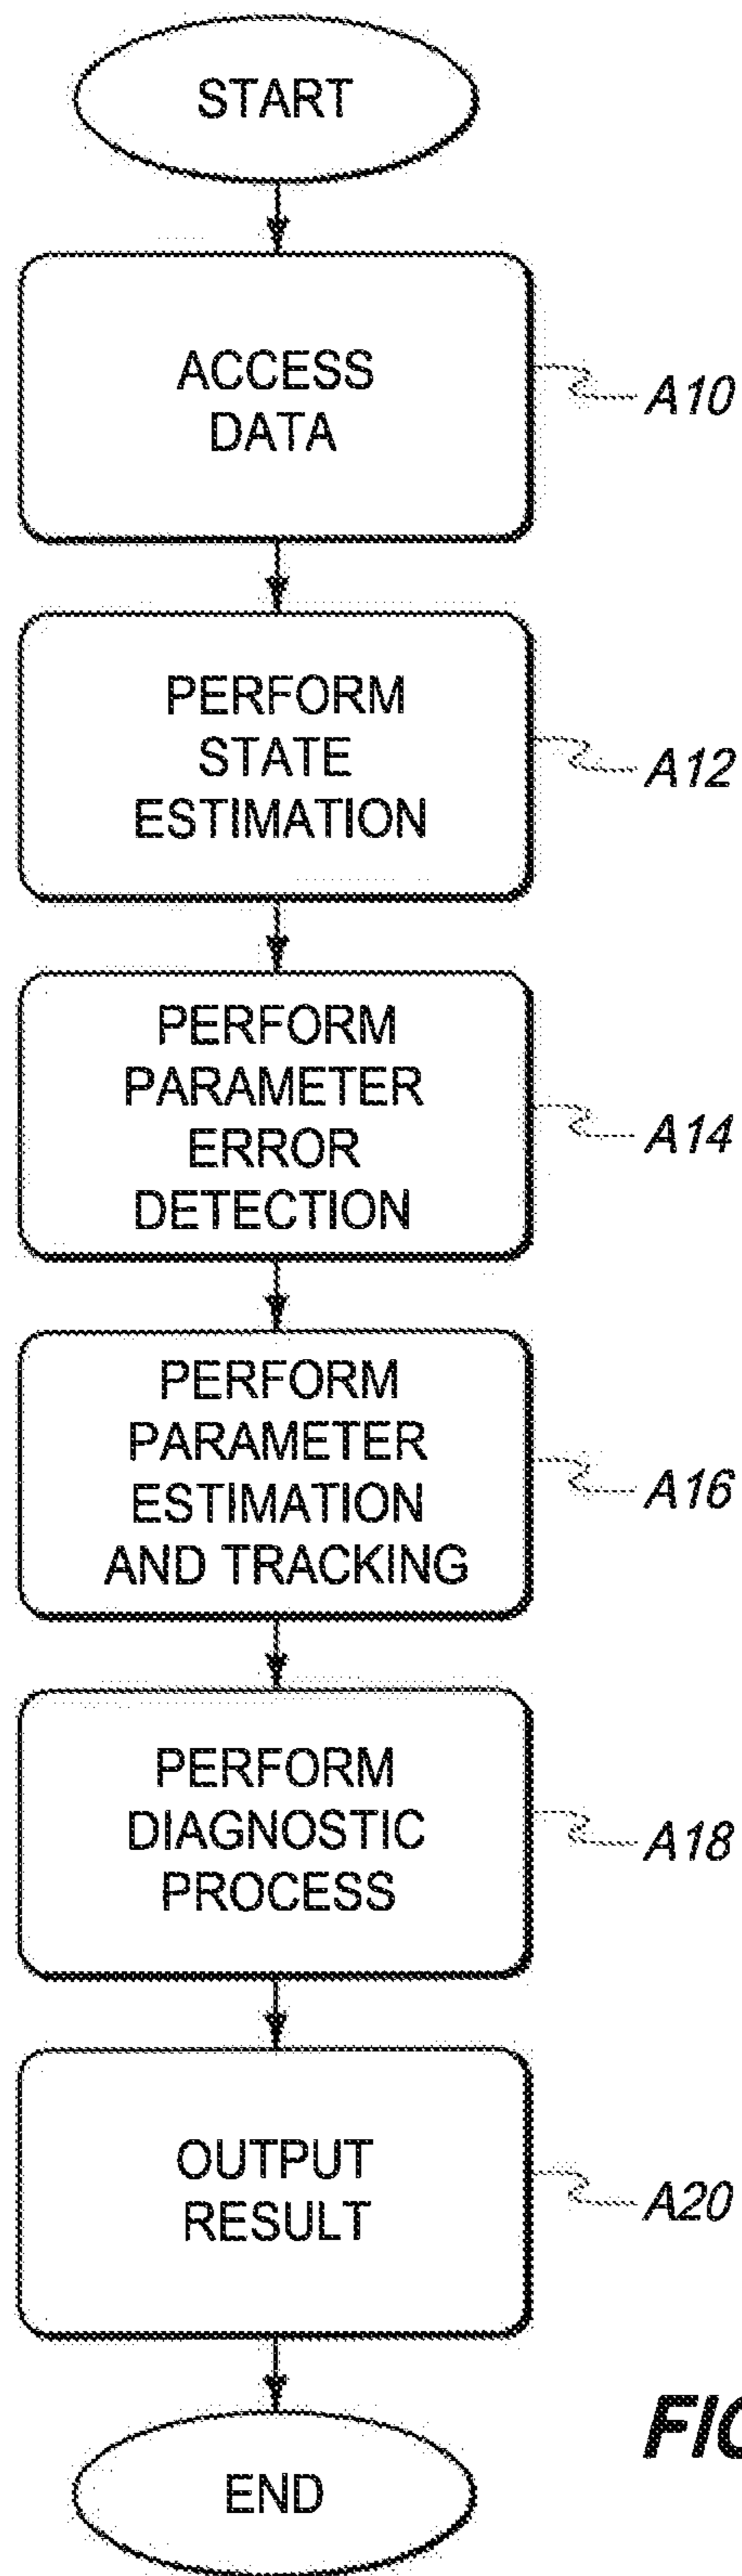 START
ACCESS
DATA
A10
PERFORM
STATE
ESTIMATION
A12
PERFORM
PARAMETER
ERROR
DETECTION
A14
PERFORM
PARAMETER
ESTIMATION
AND TRACKING
A16
PERFORM
DIAGNOSTIC
PROCESS
A18
OUTPUT
RESULT
A20
END